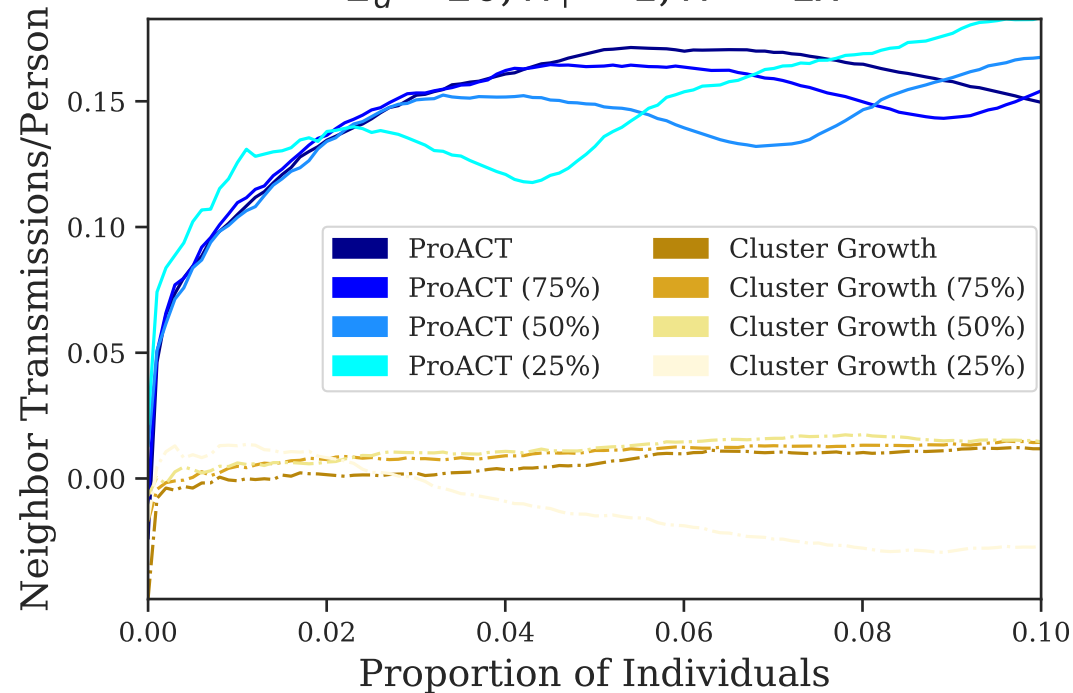 Neighbor Transmissions/Person
0.15
0.10
0.05
0.00
ProACT
ProACT (75%)
ProACT (50%)
ProACT (25%)
Cluster Growth
Cluster Growth (75%)
Cluster Growth (50%)
Cluster Growth (25%)
0.00 0.02 0.04 0.06 0.08 0.10
Proportion of Individuals